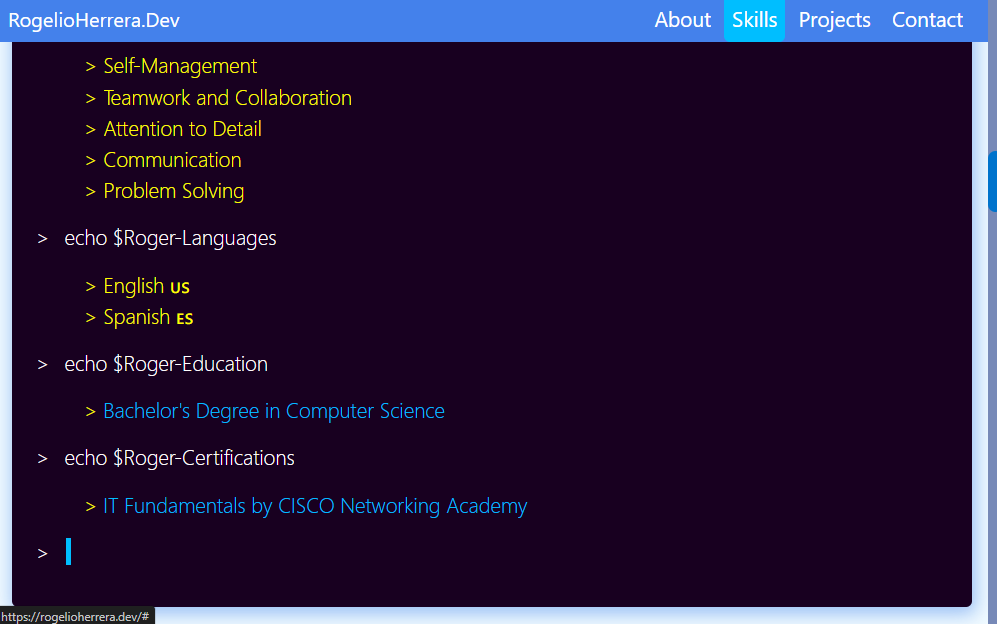 RogelioHerrera.Dev About Skills Projects Contact
> Self-Management
> Teamwork and Collaboration
> Attention to Detail
> Communication
> Problem Solving
> echo $Roger-Languages
> English US
> Spanish ES
> echo $Roger-Education
> Bachelor's Degree in Computer Science
> echo $Roger-Certifications
> IT Fundamentals by CISCO Networking Academy
>
https://rogelioherrera.dev/#